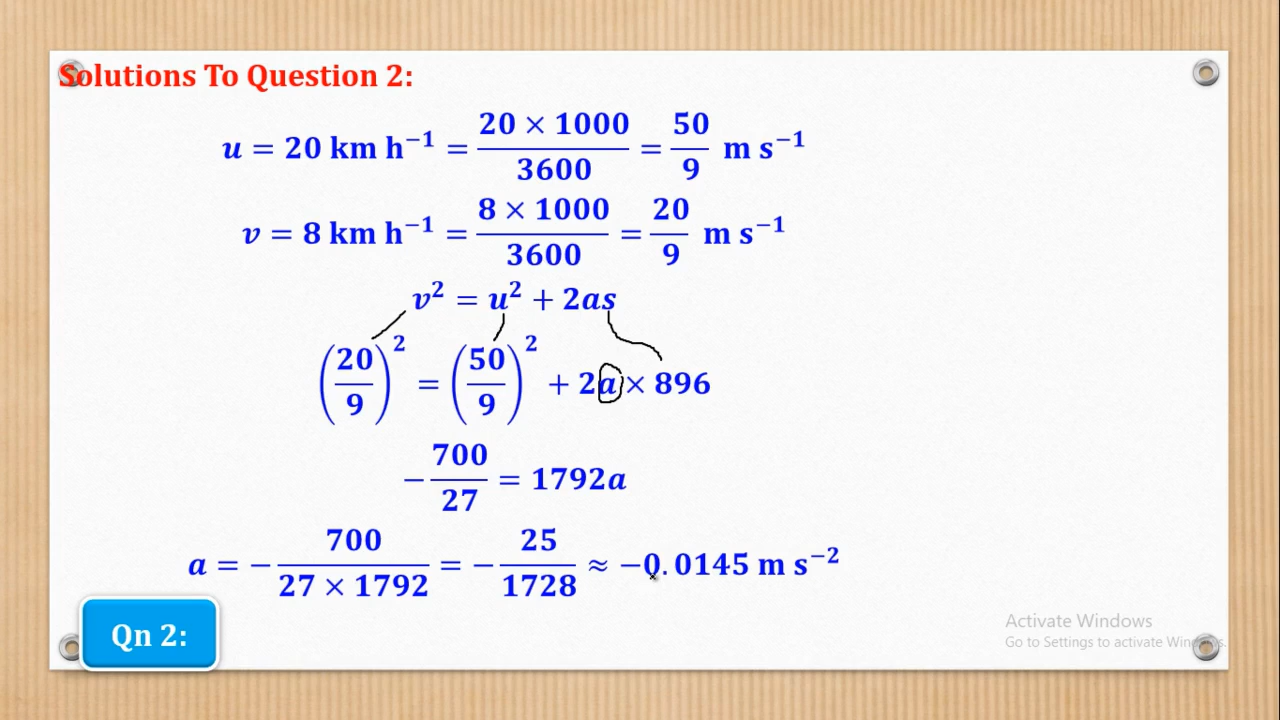 Solutions To Question 2:
u = 20 km h⁻¹ = (20 × 1000)/3600 = 50/9 m s⁻¹
v = 8 km h⁻¹ = (8 × 1000)/3600 = 20/9 m s⁻¹
v² = u² + 2as
(20/9)² = (50/9)² + 2a × 896
−700/27 = 1792a
a = −700/(27 × 1792) = −25/1728 ≈ −0.0145 m s⁻²
Qn 2:
Activate Windows
Go to Settings to activate Windows.